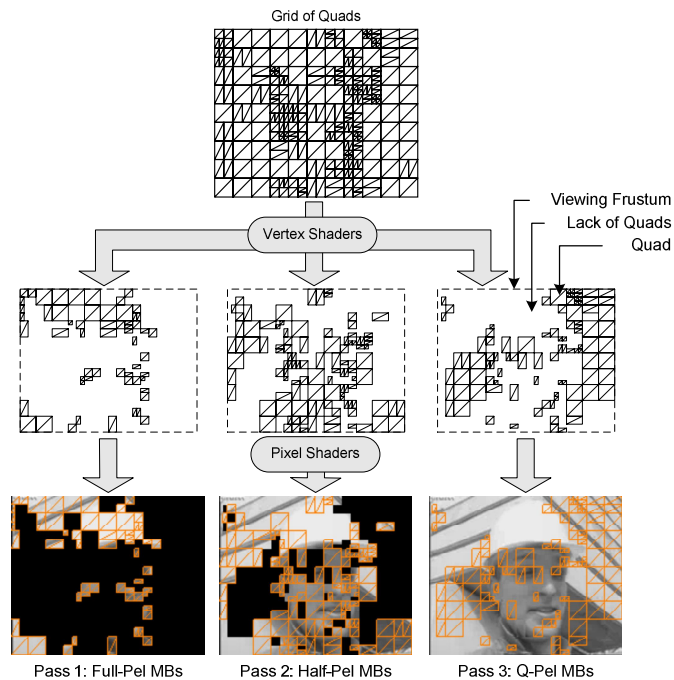 Grid of Quads
Viewing Frustum
Lack of Quads
Quad
Vertex Shaders
Pixel Shaders
Pass 1: Full-Pel MBs
Pass 2: Half-Pel MBs
Pass 3: Q-Pel MBs